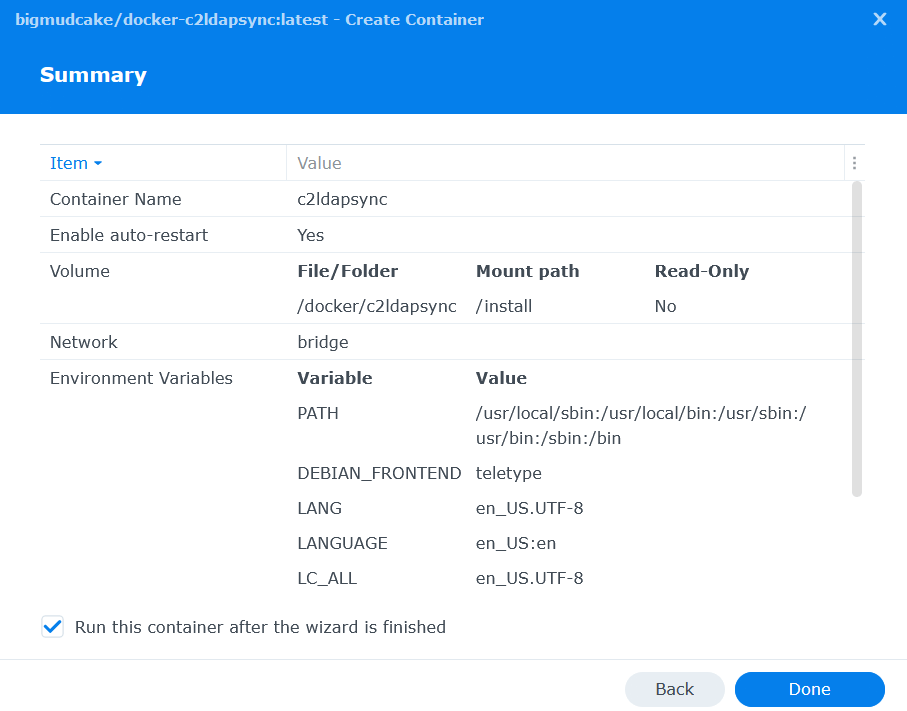 bigmudcake/docker-c2ldapsync:latest - Create Container
Summary
Item Value
Container Name c2ldapsync
Enable auto-restart Yes
Volume File/Folder Mount path Read-Only
/docker/c2ldapsync /install No
Network bridge
Environment Variables Variable Value
PATH /usr/local/sbin:/usr/local/bin:/usr/sbin:/
usr/bin:/sbin:/bin
DEBIAN_FRONTEND teletype
LANG en_US.UTF-8
LANGUAGE en_US:en
LC_ALL en_US.UTF-8
Run this container after the wizard is finished
Back Done